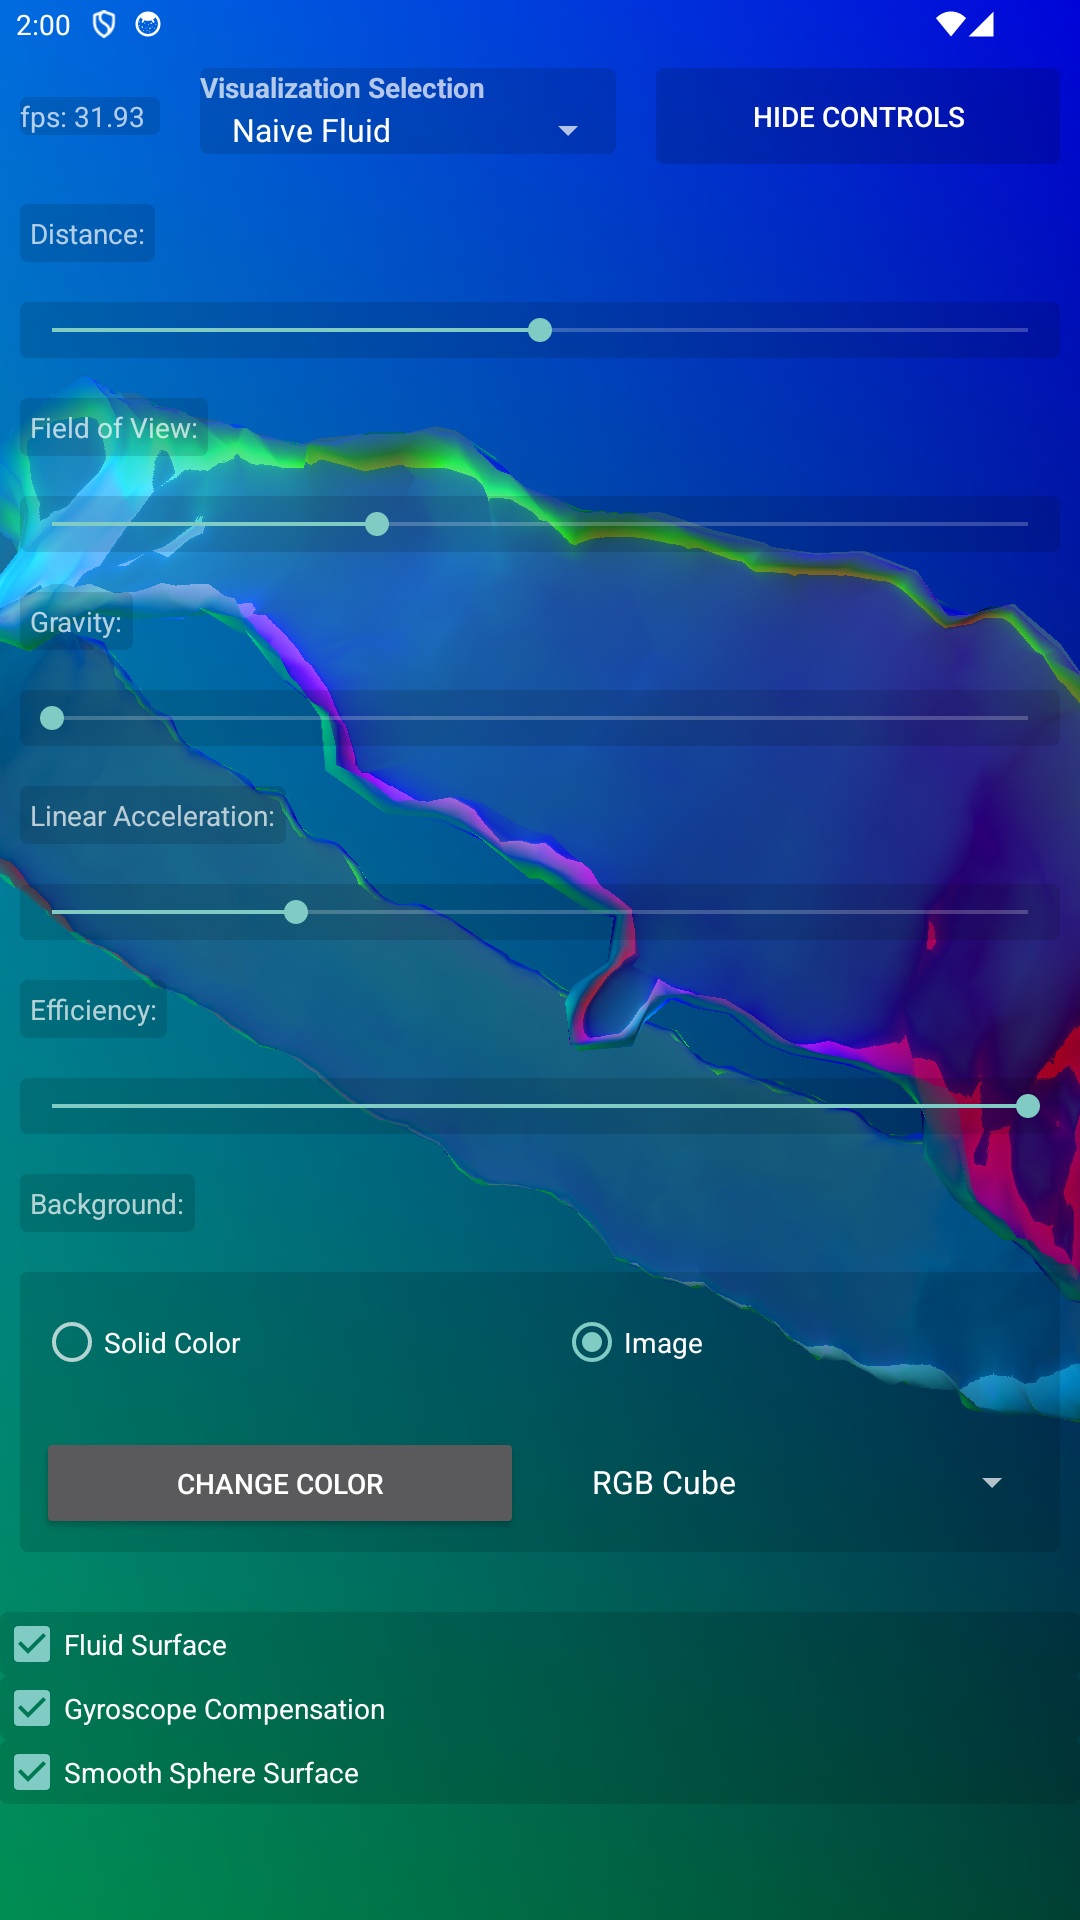 2:00
fps: 31.93
Visualization Selection
Naive Fluid
HIDE CONTROLS
Distance:
Field of View:
Gravity:
Linear Acceleration:
Efficiency:
Background:
Solid Color
Image
CHANGE COLOR
RGB Cube
Fluid Surface
Gyroscope Compensation
Smooth Sphere Surface